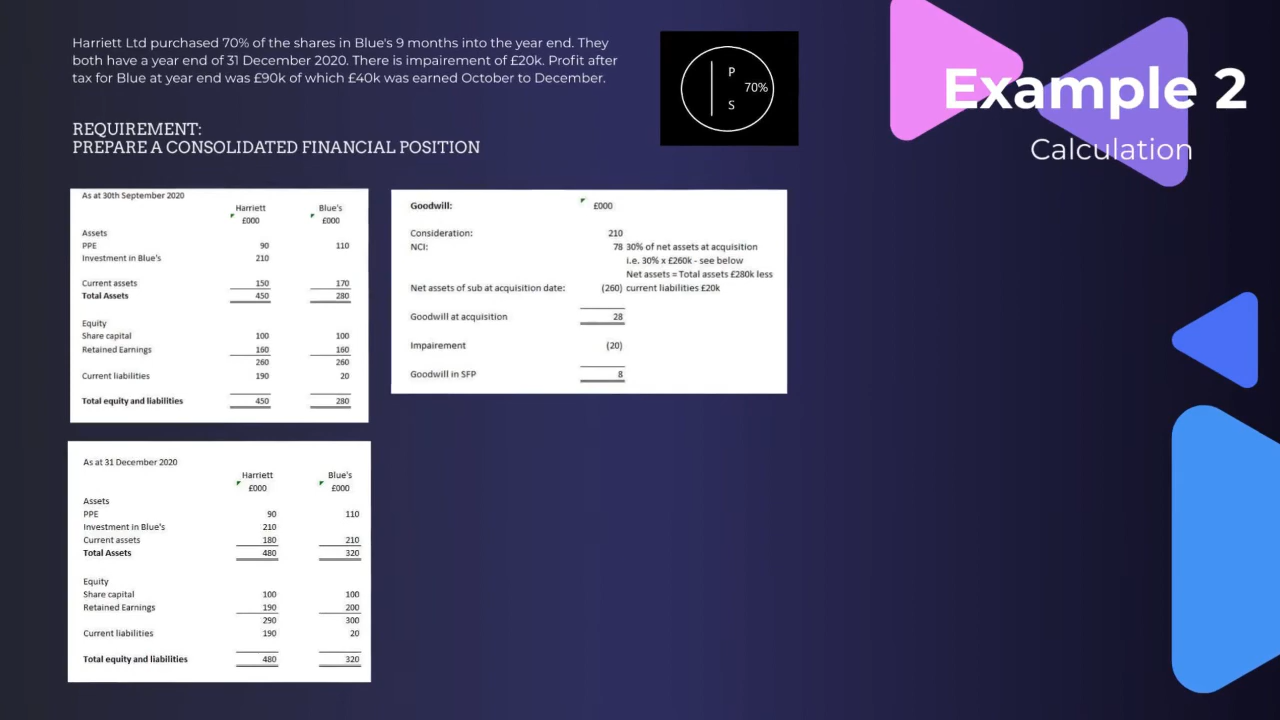 Harriet Ltd purchased 70% of the shares in Blue's 9 months into the year end. They
both have a year end of 31 December 2020. There is impairement of £20k. Profit after
tax for Blue at year end was £90k of which £40k was earned October to December.
REQUIREMENT:
PREPARE A CONSOLIDATED FINANCIAL POSITION
P
70%
S
Example 2
Calculation
As at 30th September 2020
Harriett Blue's
£000 £000
Assets
PPE 90 110
Investment in Blue's 210
Current assets 150 170
Total Assets 450 280
Equity
Share capital 100 100
Retained Earnings 160 160
260 260
Current liabilities 190 20
Total equity and liabilities 450 280
Goodwill: £000
Consideration: 210
NCI: 78 30% of net assets at acquisition
i.e. 30% x £260k - see below
Net assets = Total assets £280k less
Net assets of sub at acquisition date: (260) current liabilities £20k
Goodwill at acquisition 28
Impairment (20)
Goodwill in SFP 8
As at 31 December 2020
Harriett Blue's
£000 £000
Assets
PPE 90 110
Investment in Blue's 210
Current assets 180 210
Total Assets 480 320
Equity
Share capital 100 100
Retained Earnings 190 200
290 300
Current liabilities 190 20
Total equity and liabilities 480 320